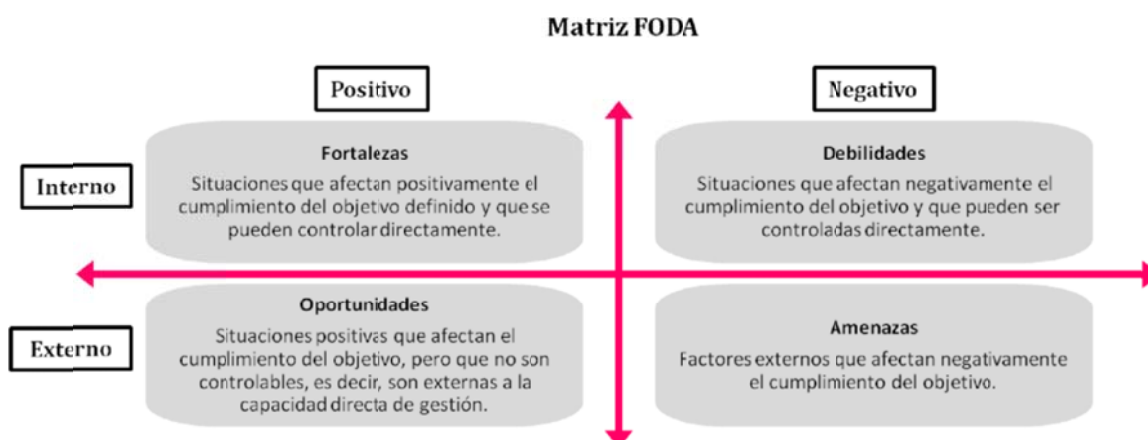 Matriz FODA
Positivo
Negativo
Interno
Fortalezas
Situaciones que afectan positivamente el
cumplimiento del objetivo definido y que se
pueden controlar directamente.
Debilidades
Situaciones que afectan negativamente el
cumplimiento del objetivo y que pueden ser
controladas directamente.
Externo
Oportunidades
Situaciones positivas que afectan el
cumplimiento del objetivo, pero que no son
controlables, es decir, son externas a la
capacidad directa de gestión.
Amenazas
Factores externos que afectan negativamente
el cumplimiento del objetivo.